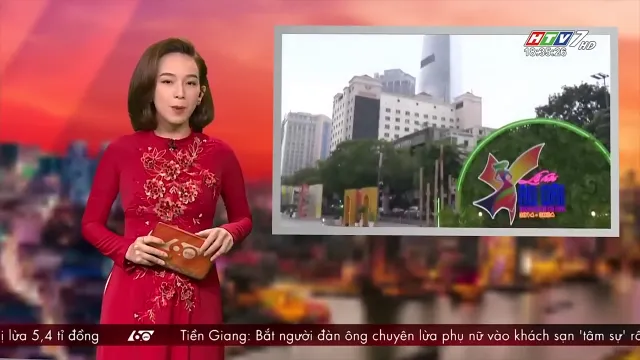 HTV7 HD
18:35:26
ị lừa 5,4 tỉ đồng 60 Tiền Giang: Bắt người đàn ông chuyên lừa phụ nữ vào khách sạn 'tâm sự' r